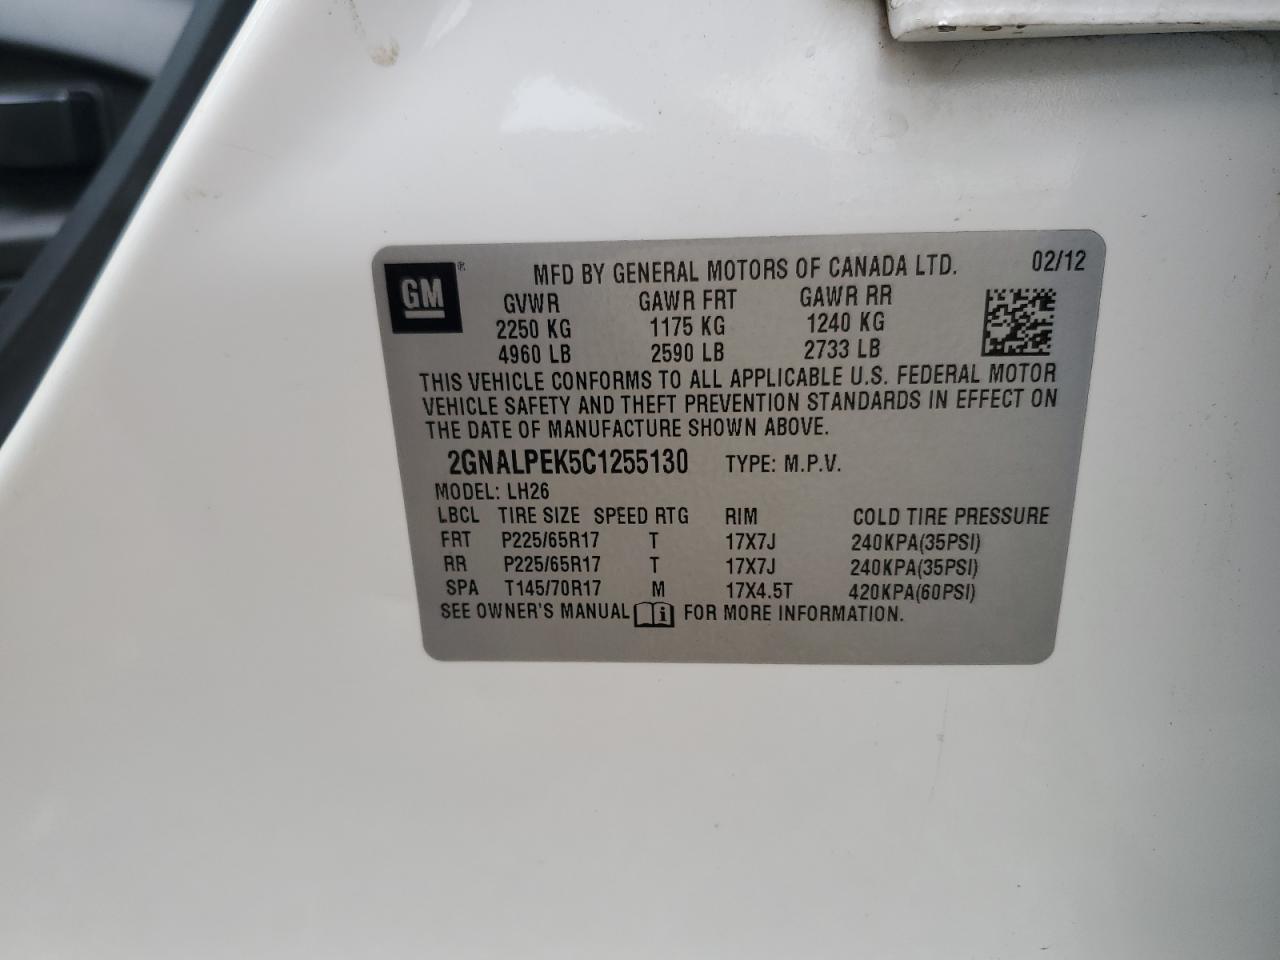 GM®
MFD BY GENERAL MOTORS OF CANADA LTD. 02/12
GVWR GAWR FRT GAWR RR
2250 KG 1175 KG 1240 KG
4960 LB 2590 LB 2733 LB
THIS VEHICLE CONFORMS TO ALL APPLICABLE U.S. FEDERAL MOTOR
VEHICLE SAFETY AND THEFT PREVENTION STANDARDS IN EFFECT ON
THE DATE OF MANUFACTURE SHOWN ABOVE.
2GNALPEK5C1255130 TYPE: M.P.V.
MODEL: LH26
LBCL TIRE SIZE SPEED RTG RIM COLD TIRE PRESSURE
FRT P225/65R17 T 17X7J 240KPA(35PSI)
RR P225/65R17 T 17X7J 240KPA(35PSI)
SPA T145/70R17 M 17X4.5T 420KPA(60PSI)
SEE OWNER'S MANUAL i FOR MORE INFORMATION.